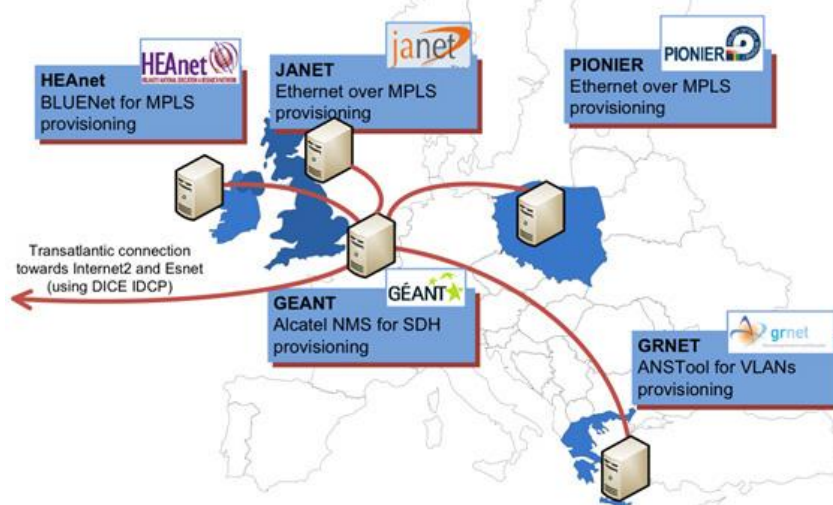 HEAnet
HEAnet
BLUENet for MPLS
provisioning
janet
JANET
Ethernet over MPLS
provisioning
PIONIER
PIONIER
Ethernet over MPLS
provisioning
Transatlantic connection
towards Internet2 and Esnet
(using DICE IDCP)
GÉANT
GEANT
Alcatel NMS for SDH
provisioning
grnet
GRNET
ANSTool for VLANs
provisioning